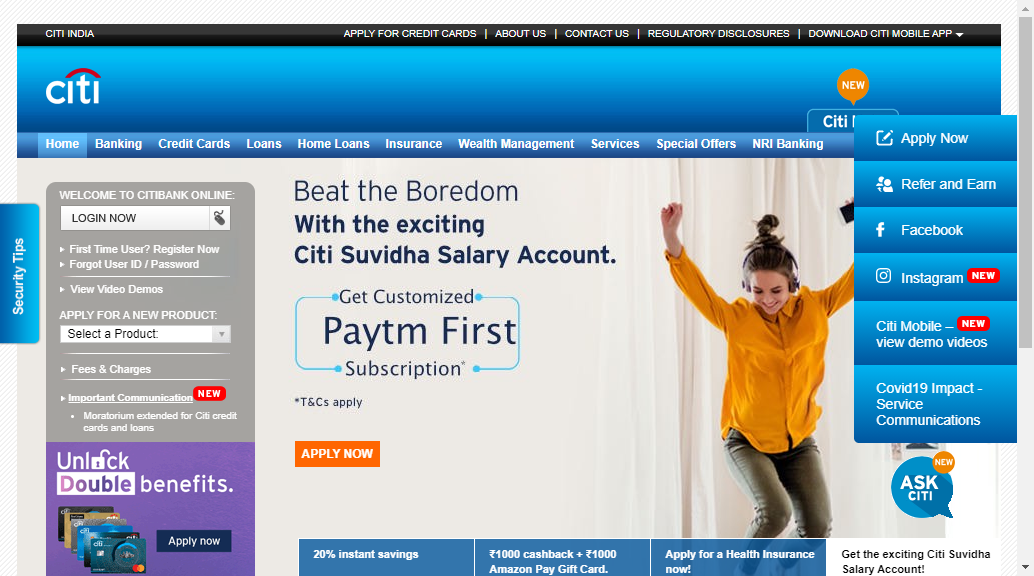 CITI INDIA
APPLY FOR CREDIT CARDS | ABOUT US | CONTACT US | REGULATORY DISCLOSURES | DOWNLOAD CITI MOBILE APP
citi
NEW
Citi
Home Banking Credit Cards Loans Home Loans Insurance Wealth Management Services Special Offers NRI Banking
Security Tips
WELCOME TO CITIBANK ONLINE:
LOGIN NOW
First Time User? Register Now
Forgot User ID / Password
View Video Demos
APPLY FOR A NEW PRODUCT:
Select a Product:
Fees & Charges
Important Communication NEW
Moratorium extended for Citi credit
cards and loans
Unlock
Double benefits.
Apply now
Beat the Boredom
With the exciting
Citi Suvidha Salary Account.
Get Customized
Paytm First
Subscription*
*T&Cs apply
APPLY NOW
Apply Now
Refer and Earn
Facebook
Instagram NEW
Citi Mobile – NEW
view demo videos
Covid19 Impact -
Service
Communications
NEW
ASK
CITI
20% instant savings
₹1000 cashback + ₹1000
Amazon Pay Gift Card.
Apply for a Health Insurance
now!
Get the exciting Citi Suvidha
Salary Account!